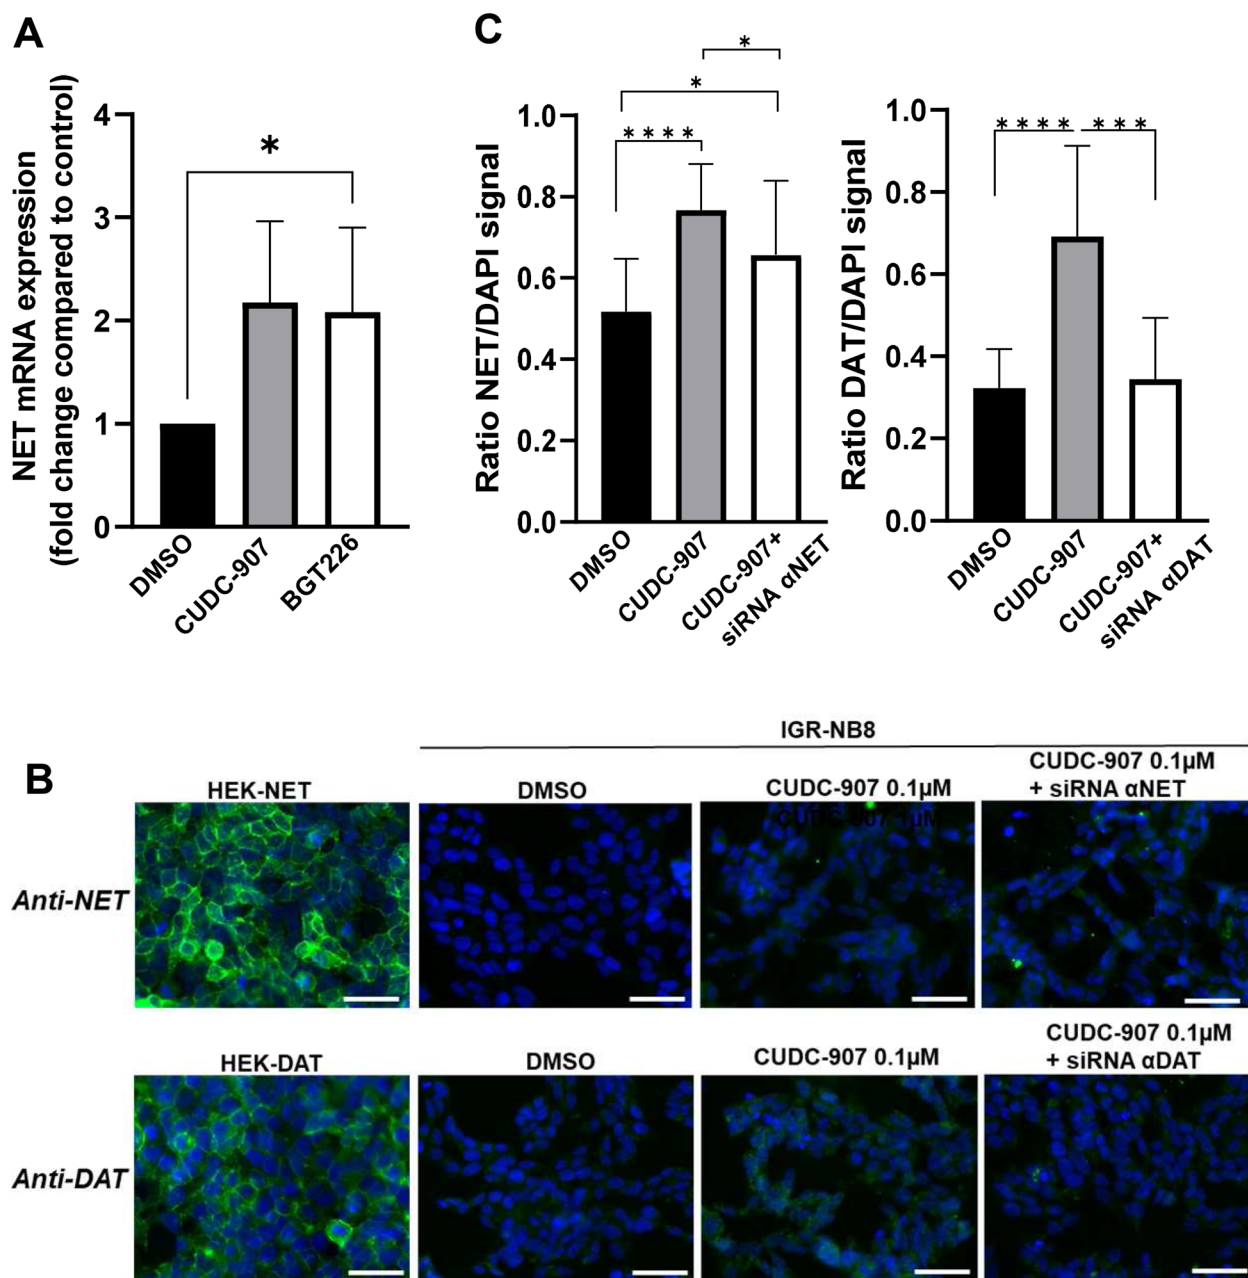 A
NET mRNA expression
(fold change compared to control)
4
3
2
1
0
*
DMSO
CUDC-907
BGT226
C
Ratio NET/DAPI signal
1.0
0.8
0.6
0.4
0.2
0.0
*
*
****
DMSO
CUDC-907
CUDC-907+
siRNA αNET
Ratio DAT/DAPI signal
1.0
0.8
0.6
0.4
0.2
0.0
****
***
DMSO
CUDC-907
CUDC-907+
siRNA αDAT
B
IGR-NB8
HEK-NET
DMSO
CUDC-907 0.1µM
CUDC-907 1µM
CUDC-907 0.1µM
+ siRNA αNET
Anti-NET
HEK-DAT
DMSO
CUDC-907 0.1µM
CUDC-907 0.1µM
+ siRNA αDAT
Anti-DAT